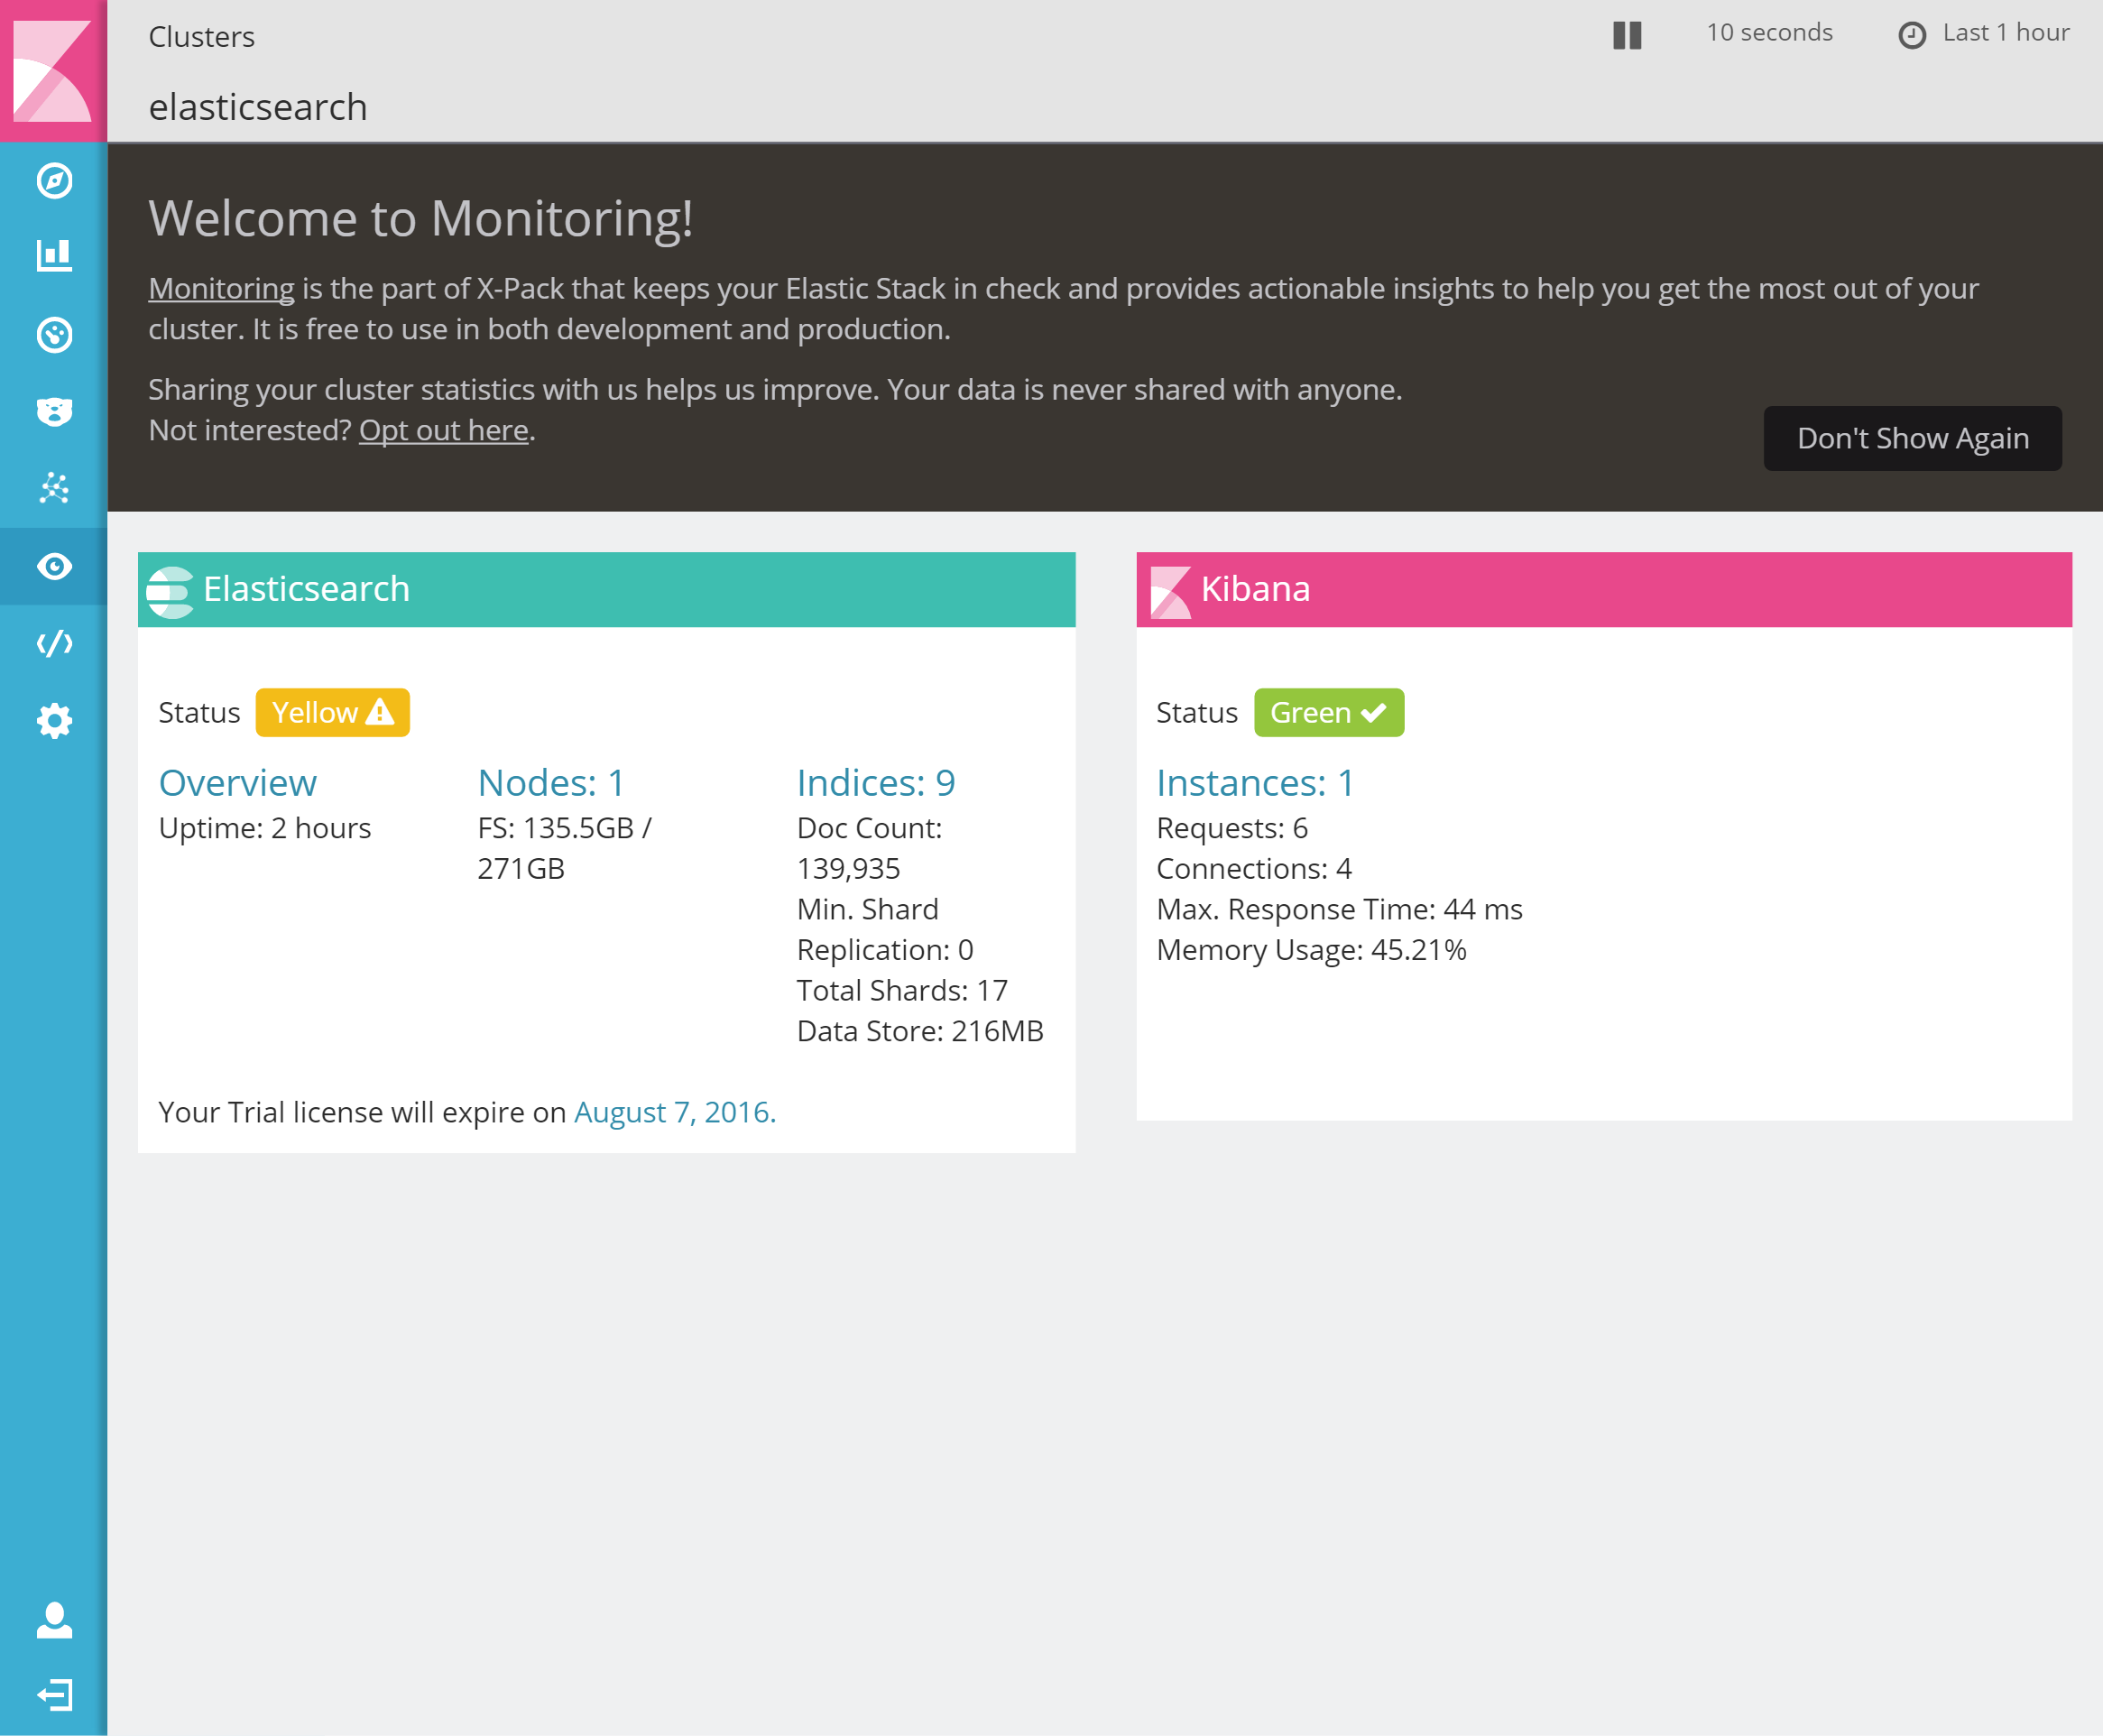 Clusters
10 seconds
Last 1 hour
elasticsearch
Welcome to Monitoring!
Monitoring is the part of X-Pack that keeps your Elastic Stack in check and provides actionable insights to help you get the most out of your
cluster. It is free to use in both development and production.
Sharing your cluster statistics with us helps us improve. Your data is never shared with anyone.
Not interested? Opt out here.
Don't Show Again
Elasticsearch
Status Yellow
Overview
Uptime: 2 hours
Nodes: 1
FS: 135.5GB /
271GB
Indices: 9
Doc Count:
139,935
Min. Shard
Replication: 0
Total Shards: 17
Data Store: 216MB
Your Trial license will expire on August 7, 2016.
Kibana
Status Green
Instances: 1
Requests: 6
Connections: 4
Max. Response Time: 44 ms
Memory Usage: 45.21%